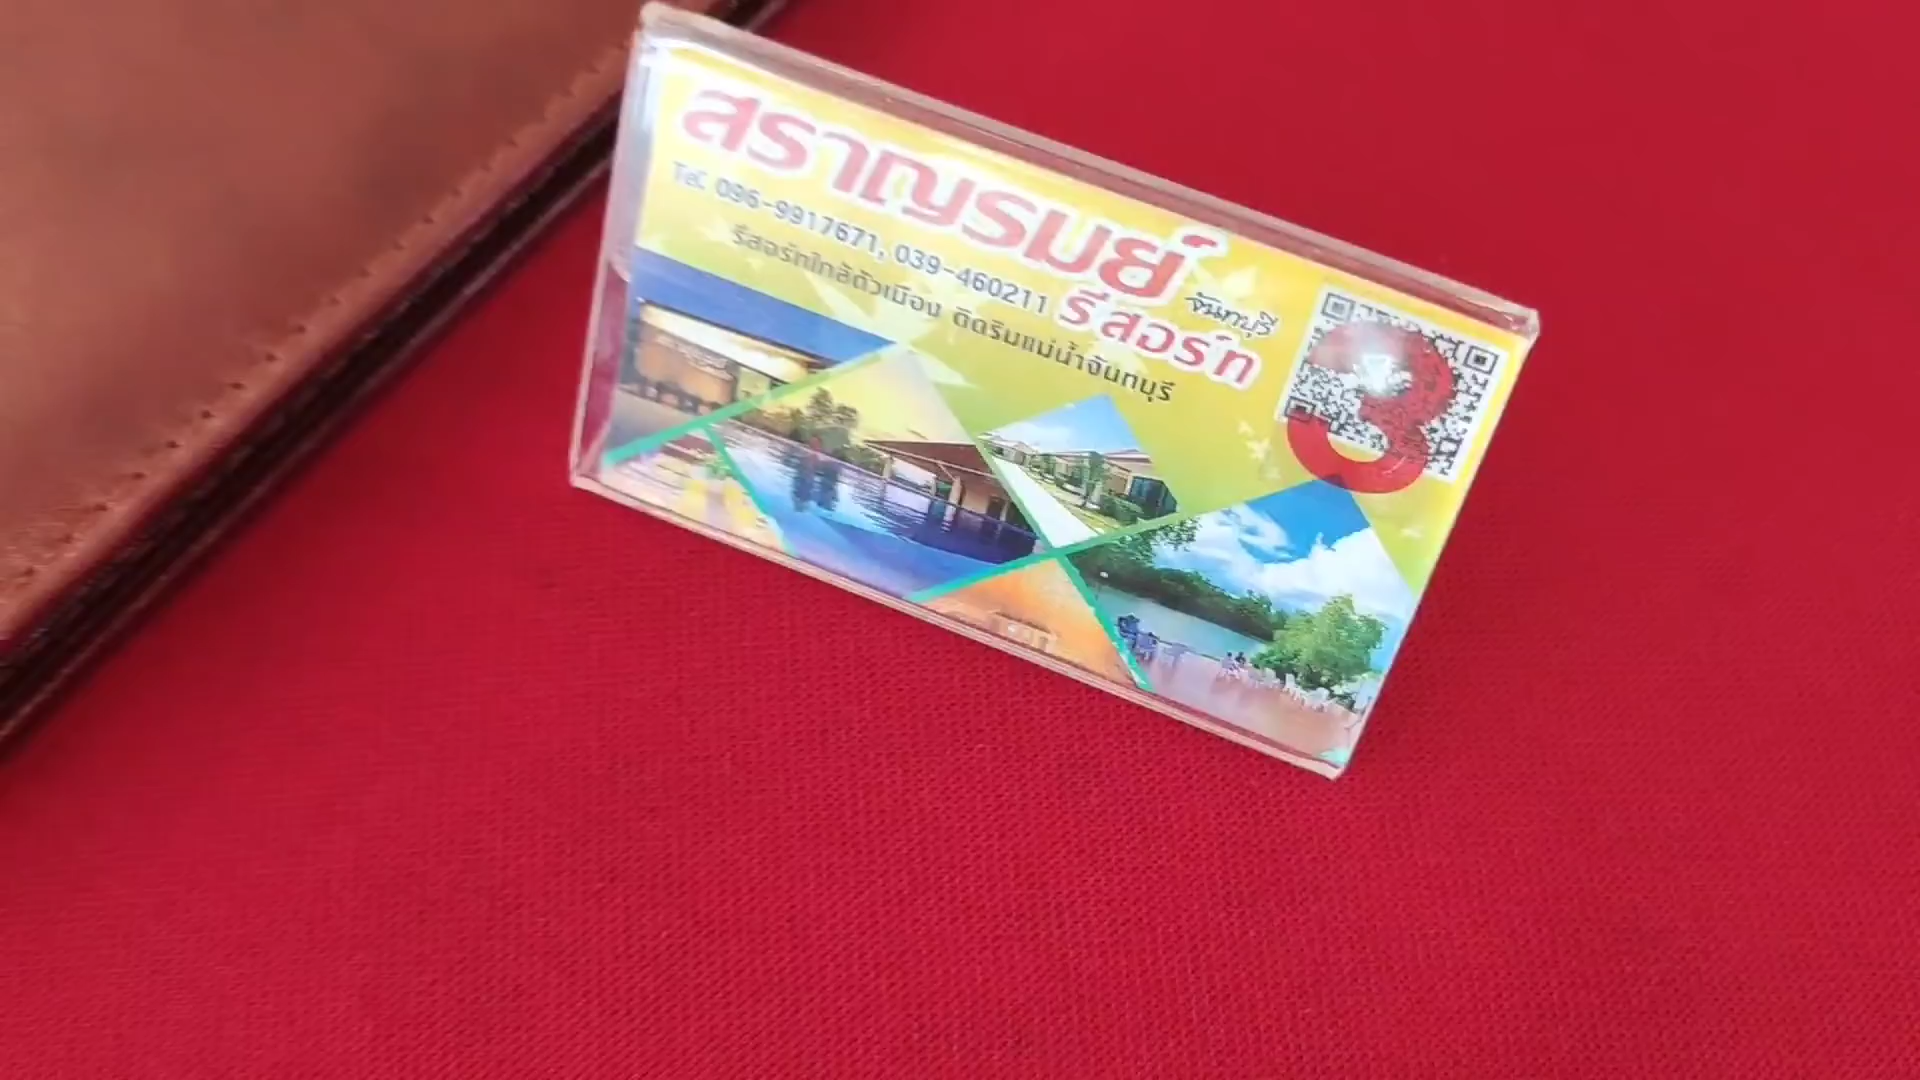 สราญรมย์
จันทบุรี
รีสอร์ท
Tel: 096-9917671, 039-460211
รีสอร์ทใกล้ตัวเมือง ติดริมแม่น้ำจันทบุรี
3